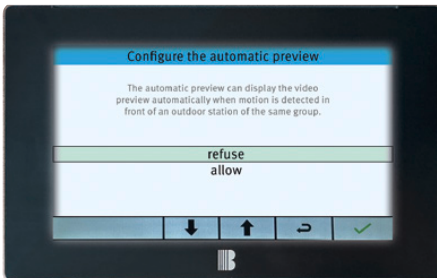 Configure the automatic preview
The automatic preview can display the video
preview automatically when motion is detected in
front of an outdoor station of the same group.
refuse
allow